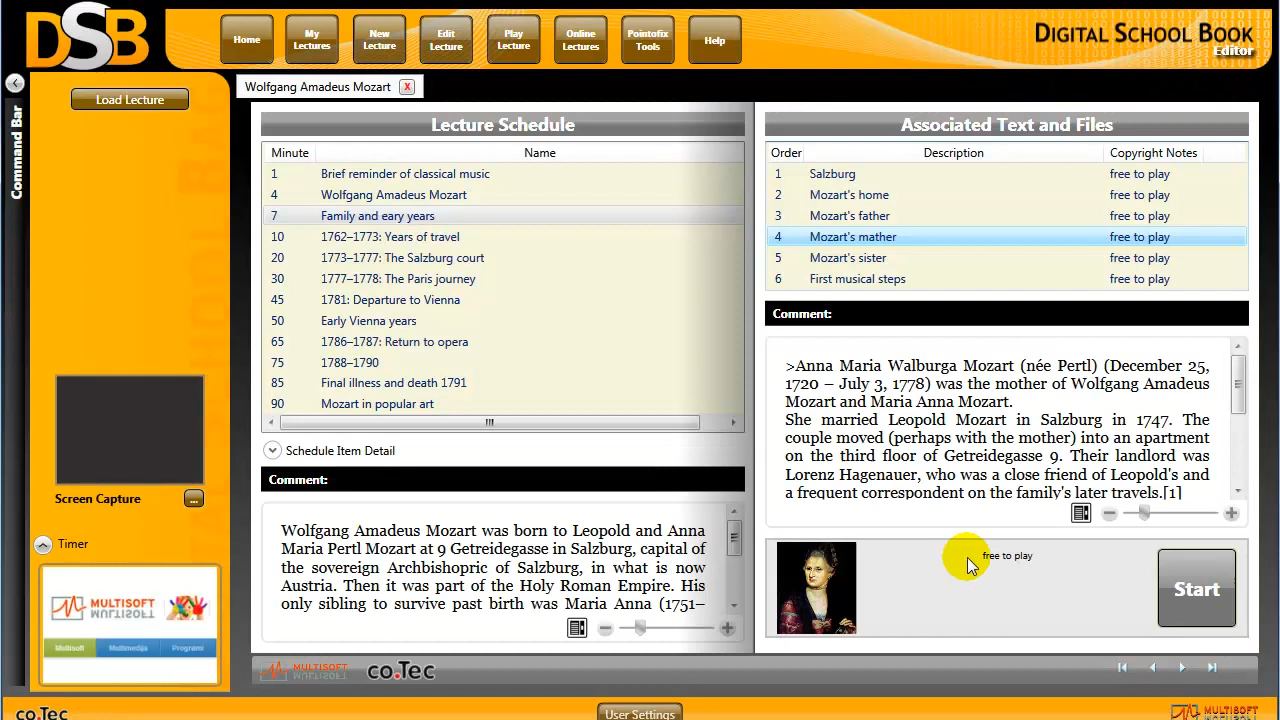 DSB
Home
My Lectures
New Lecture
Edit Lecture
Play Lecture
Online Lectures
Pointofix Tools
Help
DIGITAL SCHOOL BOOK
Editor
Command Bar
Load Lecture
Wolfgang Amadeus Mozart x
Lecture Schedule
Minute Name
1 Brief reminder of classical music
4 Wolfgang Amadeus Mozart
7 Family and eary years
10 1762–1773: Years of travel
20 1773–1777: The Salzburg court
30 1777–1778: The Paris journey
45 1781: Departure to Vienna
50 Early Vienna years
65 1786–1787: Return to opera
75 1788–1790
85 Final illness and death 1791
90 Mozart in popular art
Schedule Item Detail
Comment:
Wolfgang Amadeus Mozart was born to Leopold and Anna
Maria Pertl Mozart at 9 Getreidegasse in Salzburg, capital of
the sovereign Archbishopric of Salzburg, in what is now
Austria. Then it was part of the Holy Roman Empire. His
only sibling to survive past birth was Maria Anna (1751–
Associated Text and Files
Order Description Copyright Notes
1 Salzburg free to play
2 Mozart's home free to play
3 Mozart's father free to play
4 Mozart's mather free to play
5 Mozart's sister free to play
6 First musical steps free to play
Comment:
>Anna Maria Walburga Mozart (née Pertl) (December 25,
1720 – July 3, 1778) was the mother of Wolfgang Amadeus
Mozart and Maria Anna Mozart.
She married Leopold Mozart in Salzburg in 1747. The
couple moved (perhaps with the mother) into an apartment
on the third floor of Getreidegasse 9. Their landlord was
Lorenz Hagenauer, who was a close friend of Leopold's and
a frequent correspondent on the family's later travels.[1]
free to play
Start
Screen Capture ...
Timer
MULTISOFT
Multisoft Multimedija Programi
MULTISOFT co.Tec
co.Tec
User Settings
MULTISOFT